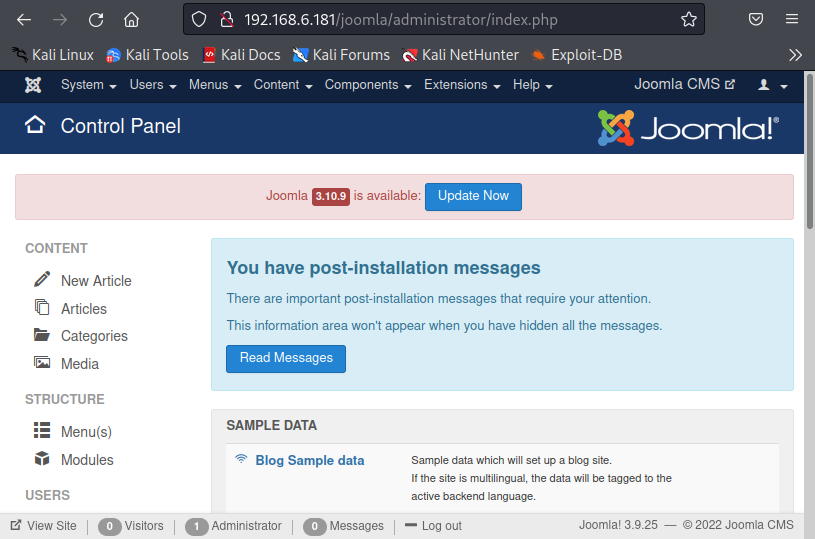 192.168.6.181/joomla/administrator/index.php
Kali Linux Kali Tools Kali Docs Kali Forums Kali NetHunter Exploit-DB
System Users Menus Content Components Extensions Help Joomla CMS
Control Panel Joomla!®
Joomla 3.10.9 is available: Update Now
CONTENT
New Article
Articles
Categories
Media
STRUCTURE
Menu(s)
Modules
USERS
You have post-installation messages
There are important post-installation messages that require your attention.
This information area won't appear when you have hidden all the messages.
Read Messages
SAMPLE DATA
Blog Sample data
Sample data which will set up a blog site.
If the site is multilingual, the data will be tagged to the
active backend language.
View Site 0 Visitors 1 Administrator 0 Messages Log out Joomla! 3.9.25 — © 2022 Joomla CMS